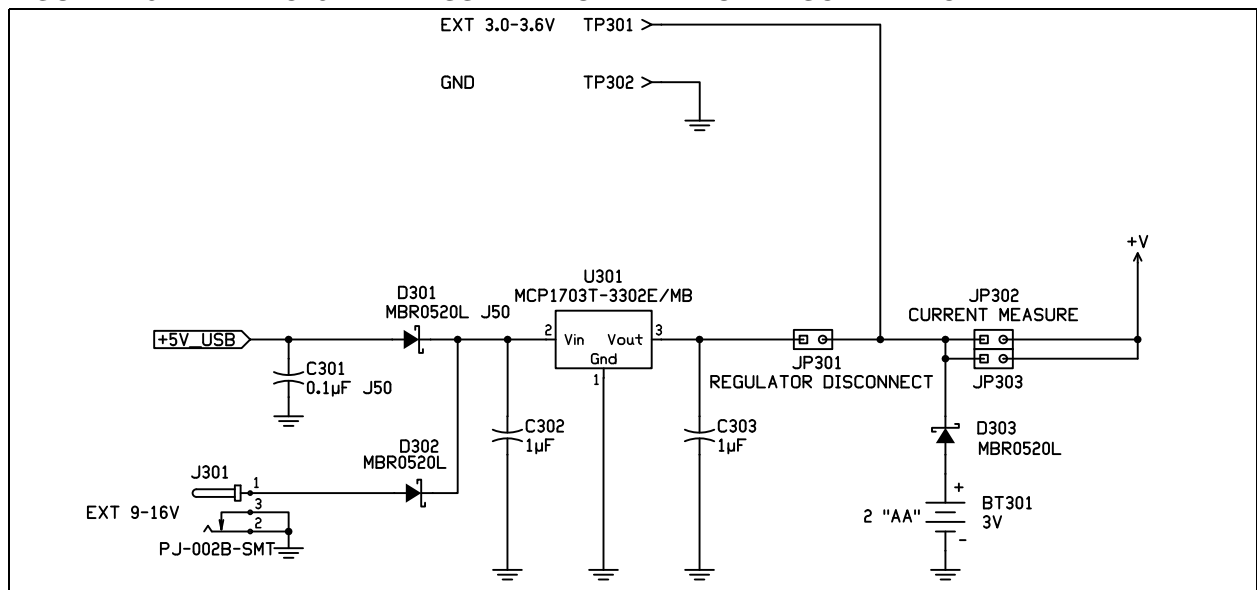 EXT 3.0-3.6V TP301
GND TP302
+V
U301
MCP1703T-3302E/MB
D301
MBR0520L J50
JP302
CURRENT MEASURE
+5V_USB
2 Vin Vout 3
Gnd
1
JP301
REGULATOR DISCONNECT
JP303
C301
0.1µF J50
C302
1µF
C303
1µF
D303
MBR0520L
D302
MBR0520L
J301
1
EXT 9-16V
3
2
PJ-002B-SMT
+
2 "AA"
BT301
3V
-